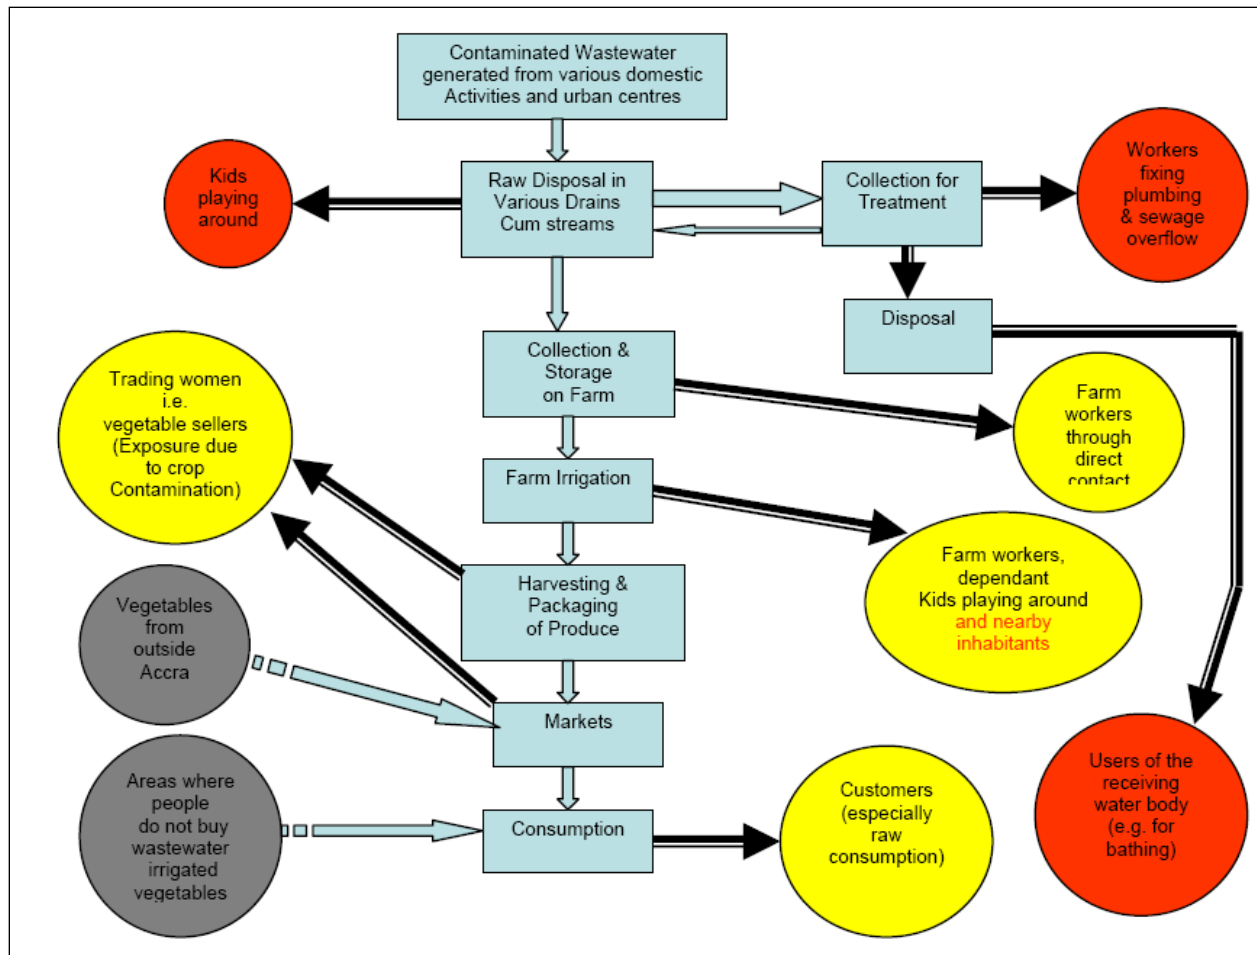 Contaminated Wastewater
generated from various domestic
Activities and urban centres
Kids
playing
around
Raw Disposal in
Various Drains
Cum streams
Collection for
Treatment
Workers
fixing
plumbing
& sewage
overflow
Disposal
Collection &
Storage
on Farm
Trading women
i.e.
vegetable sellers
(Exposure due
to crop
Contamination)
Farm
workers
through
direct
contact
Farm Irrigation
Farm workers,
dependant
Kids playing around
and nearby
inhabitants
Harvesting &
Packaging
of Produce
Vegetables
from
outside
Accra
Markets
Areas where
people
do not buy
wastewater
irrigated
vegetables
Consumption
Customers
(especially
raw
consumption)
Users of the
receiving
water body
(e.g. for
bathing)